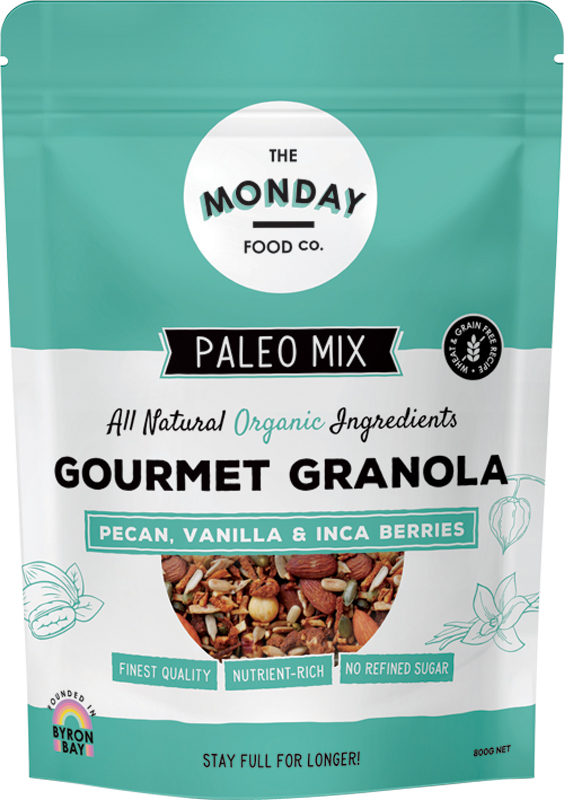 THE
MONDAY
FOOD CO.
PALEO MIX
WHEAT & GRAIN FREE RECIPE •
All Natural Organic Ingredients
GOURMET GRANOLA
PECAN, VANILLA & INCA BERRIES
FINEST QUALITY
NUTRIENT-RICH
NO REFINED SUGAR
FOUNDED IN
BYRON
BAY
STAY FULL FOR LONGER!
800G NET